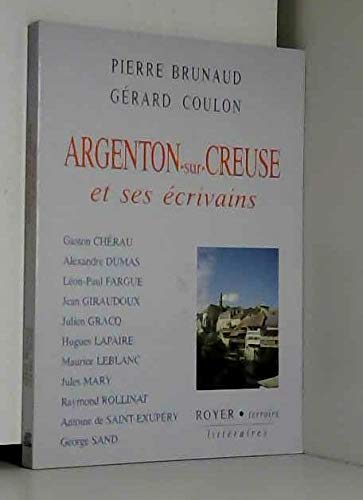 PIERRE BRUNAUD
GÉRARD COULON
ARGENTON-sur-CREUSE
et ses écrivains
Gaston CHÉRAU
Alexandre DUMAS
Léon-Paul FARGUE
Jean GIRAUDOUX
Julien GRACQ
Hugues LAPAIRE
Maurice LEBLANC
Jules MARY
Raymond ROLLINAT
Antoine de SAINT-EXUPÉRY
George SAND
ROYER • terroirs
littéraires